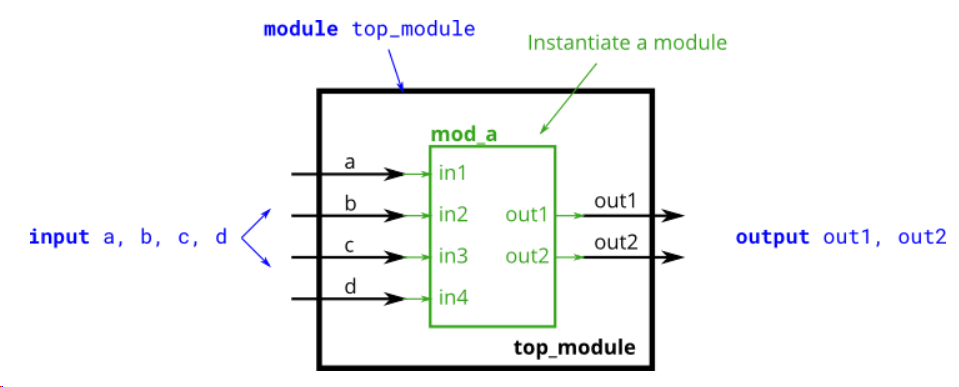 module top_module
Instantiate a module
mod_a
a
in1
b
in2
out1
out1
input a, b, c, d
output out1, out2
c
in3
out2
out2
d
in4
top_module